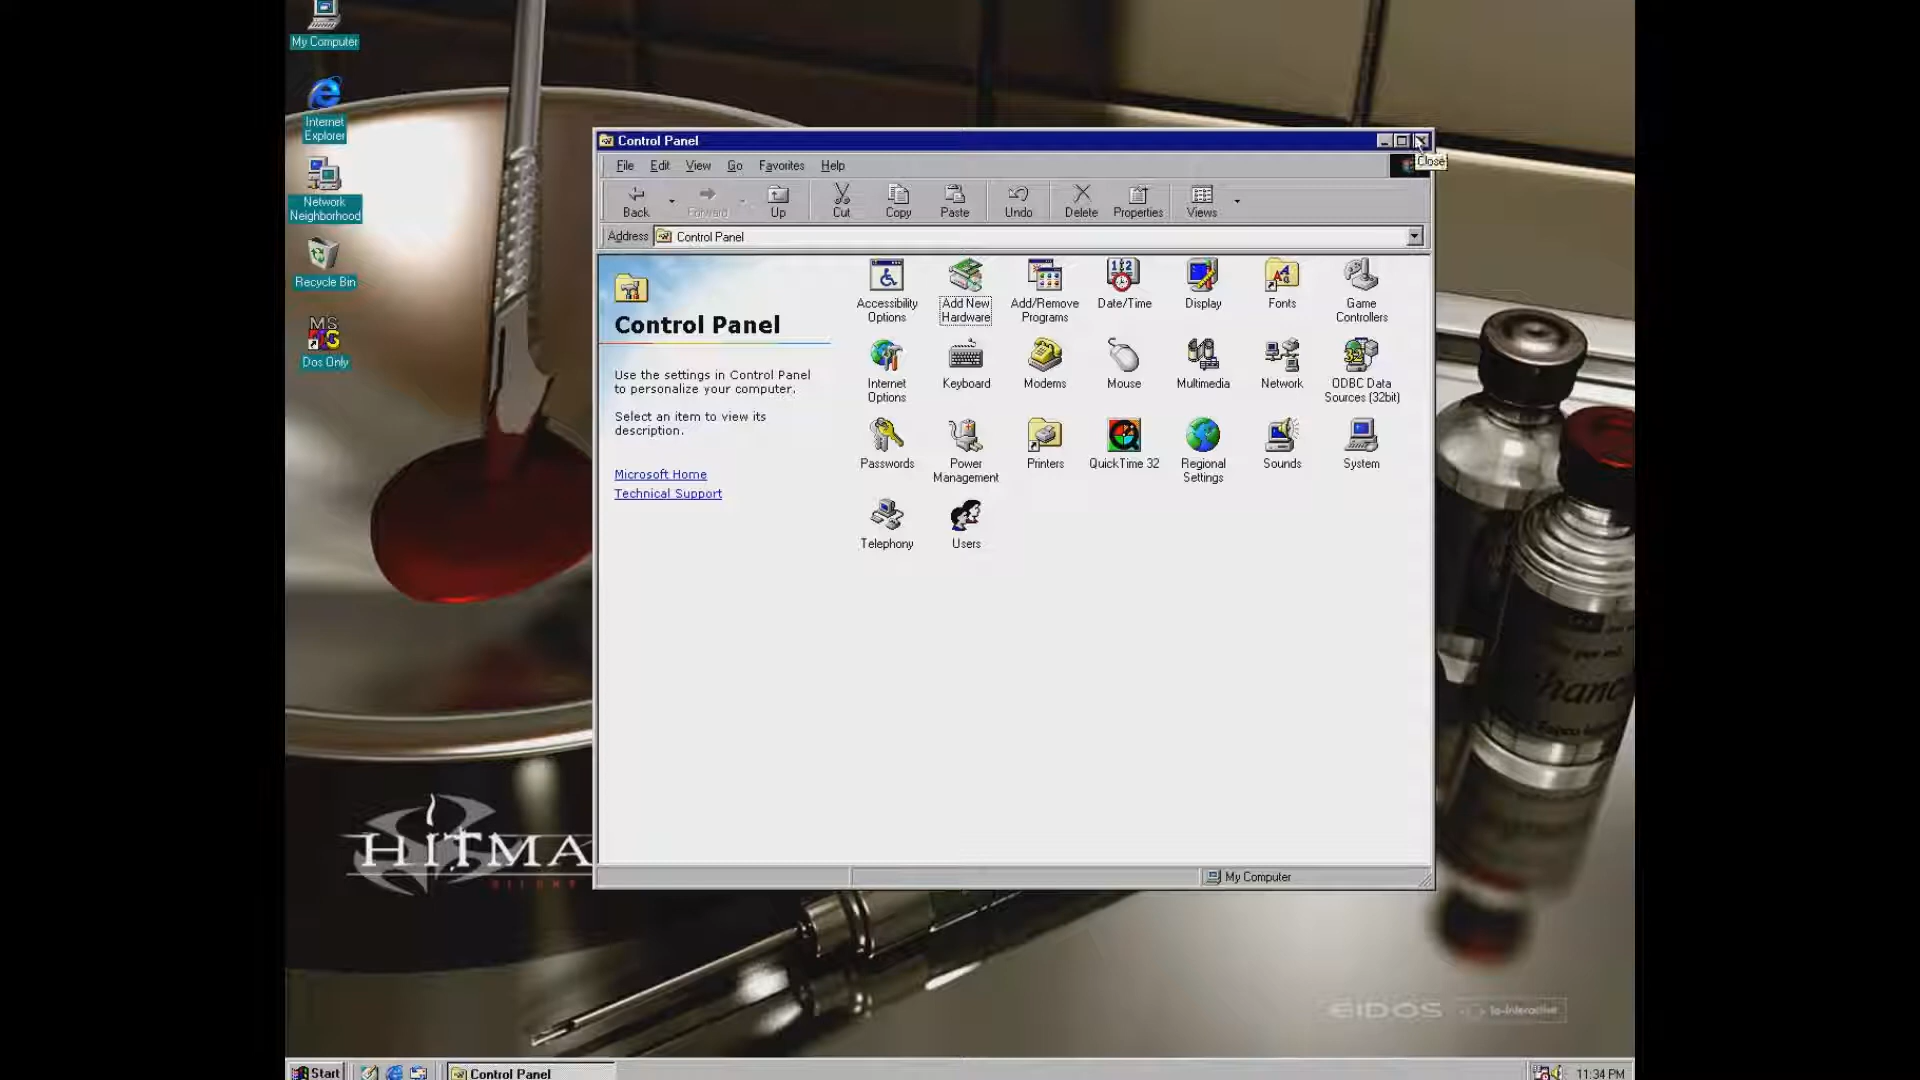 My Computer
Internet
Explorer
Network
Neighborhood
Recycle Bin
MS
Dos Only
Control Panel
Close
File Edit View Go Favorites Help
Back Forward Up Cut Copy Paste Undo Delete Properties Views
Address Control Panel
Control Panel
Use the settings in Control Panel
to personalize your computer.
Select an item to view its
description.
Microsoft Home
Technical Support
Accessibility
Options
Add New
Hardware
Add/Remove
Programs
Date/Time
Display
Fonts
Game
Controllers
Internet
Options
Keyboard
Modems
Mouse
Multimedia
Network
ODBC Data
Sources (32bit)
Passwords
Power
Management
Printers
QuickTime 32
Regional
Settings
Sounds
System
Telephony
Users
My Computer
HITMA
EIDOS Io-Interactive
Start Control Panel 11:34 PM